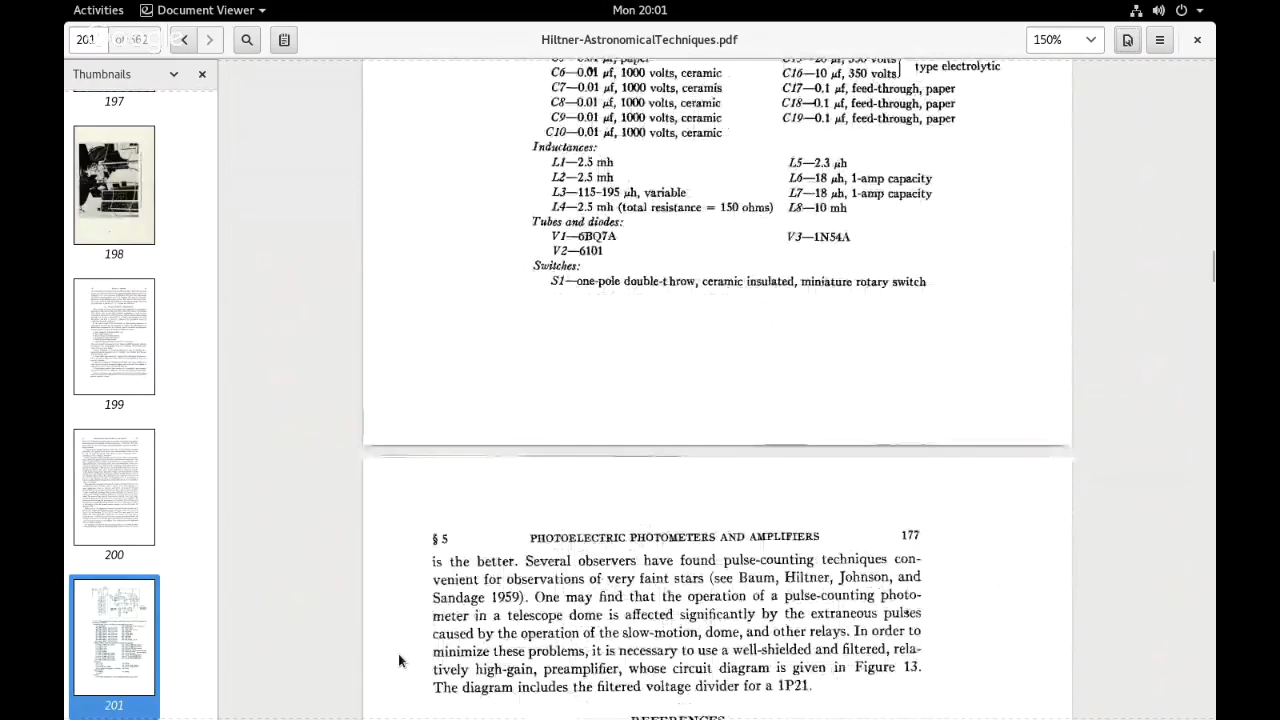 Activities Document Viewer Mon 20:01
201 of 562 Hiltner-AstronomicalTechniques.pdf 150%
Thumbnails
197
198
199
200
201
C6—0.01 µf, 1000 volts, ceramic C16—10 µf, 350 volts type electrolytic
C7—0.01 µf, 1000 volts, ceramis C17—0.1 µf, feed-through, paper
C8—0.01 µf, 1000 volts, ceramic C18—0.1 µf, feed-through, paper
C9—0.01 µf, 1000 volts, ceramic C19—0.1 µf, feed-through, paper
C10—0.01 µf, 1000 volts, ceramic
Inductances:
L1—2.5 mh L5—2.3 µh
L2—2.5 mh L6—18 µh, 1-amp capacity
L3—115-195 µh, variable L7—18 µh, 1-amp capacity
L4—2.5 mh (total resistance = 150 ohms) L8—10 mh
Tubes and diodes:
V1—6BQ7A V3—1N54A
V2—6101
Switches:
S1—one-pole double-throw, ceramic insulated, miniature rotary switch
§ 5 PHOTOELECTRIC PHOTOMETERS AND AMPLIFIERS 177
is the better. Several observers have found pulse-counting techniques con-
venient for observations of very faint stars (see Baum, Hiltner, Johnson, and
Sandage 1959). One may find that the operation of a pulse-counting photo-
meter in a telescope dome is affected significantly by the extraneous pulses
caused by the operation of the slow-motion, dome, and other relays. In order to
minimize these problems, it is necessary to use a well-shielded and filtered, rela-
tively high-gain, preamplifier, whose circuit diagram is given in Figure 13.
The diagram includes the filtered voltage divider for a 1P21.
REFERENCES